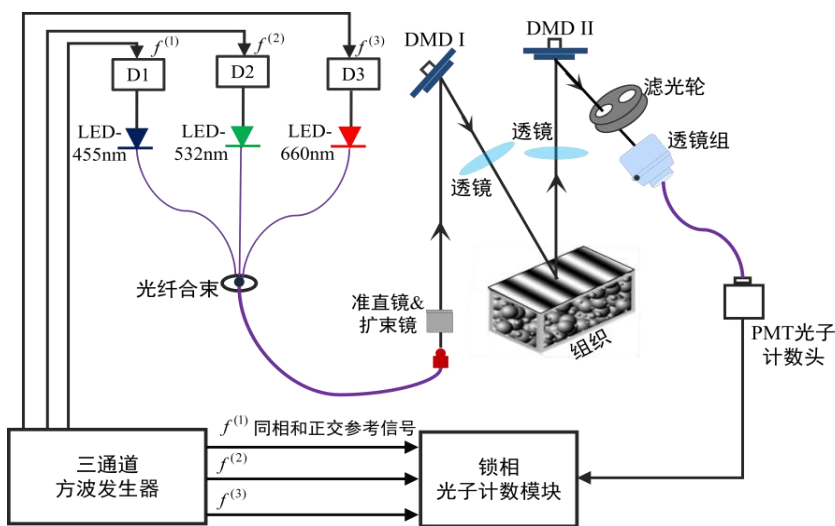 f(1)
f(2)
f(3)
D1
D2
D3
LED-
455nm
LED-
532nm
LED-
660nm
光纤合束
DMD I
DMD II
滤光轮
透镜
透镜
透镜组
准直镜&
扩束镜
组织
PMT光子
计数头
三通道
方波发生器
f(1) 同相和正交参考信号
f(2)
f(3)
锁相
光子计数模块